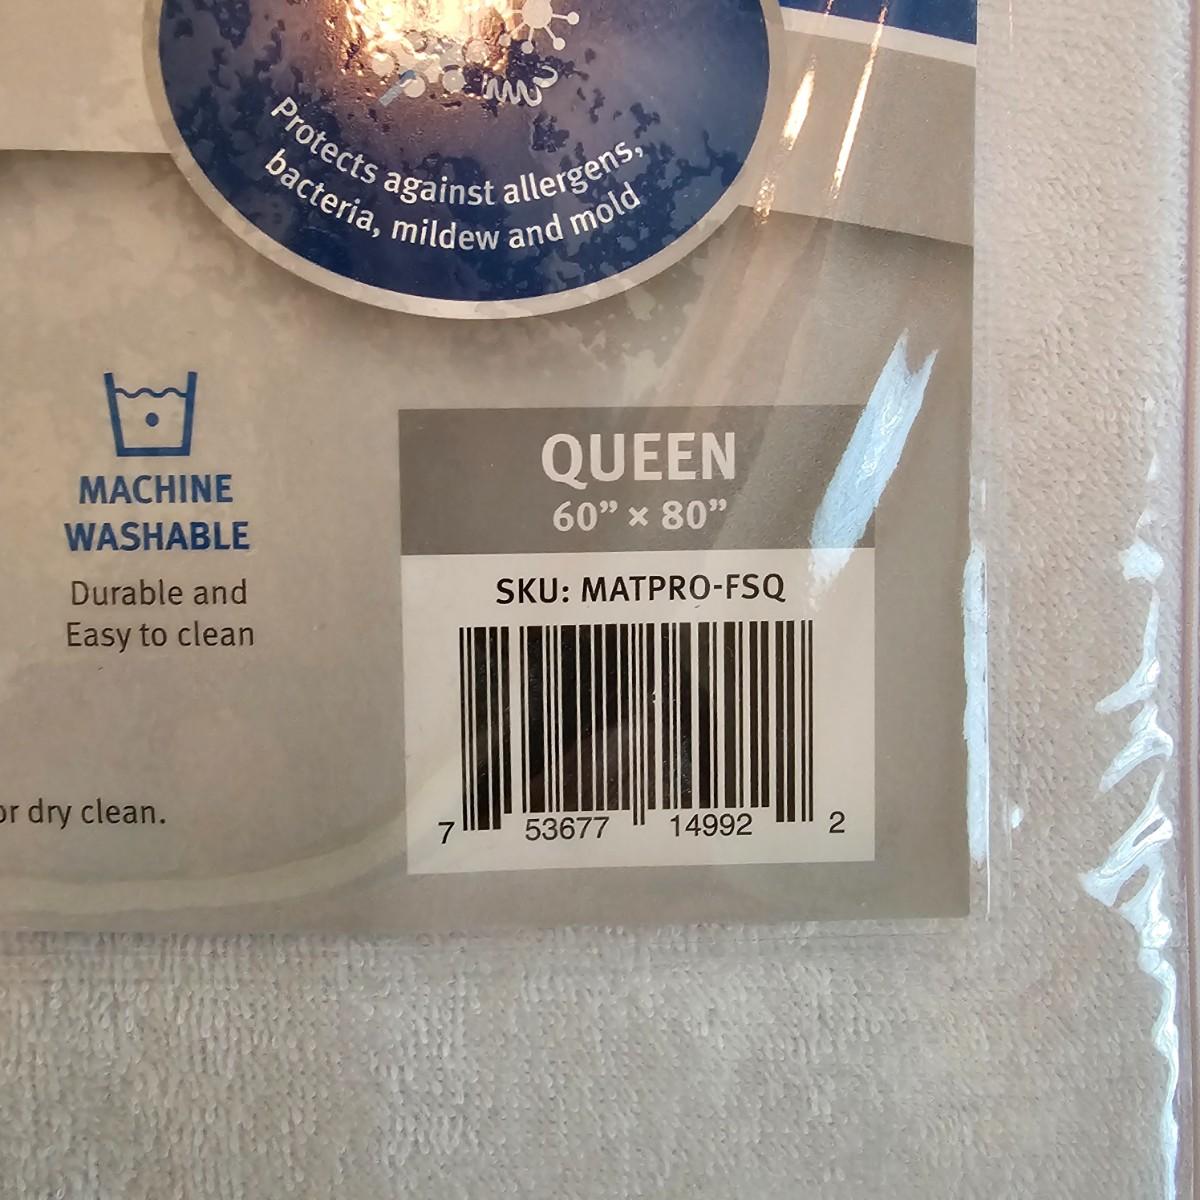 Protects against allergens,
bacteria, mildew and mold
MACHINE
WASHABLE
Durable and
Easy to clean
or dry clean.
QUEEN
60” × 80”
SKU: MATPRO-FSQ
7 53677 14992 2